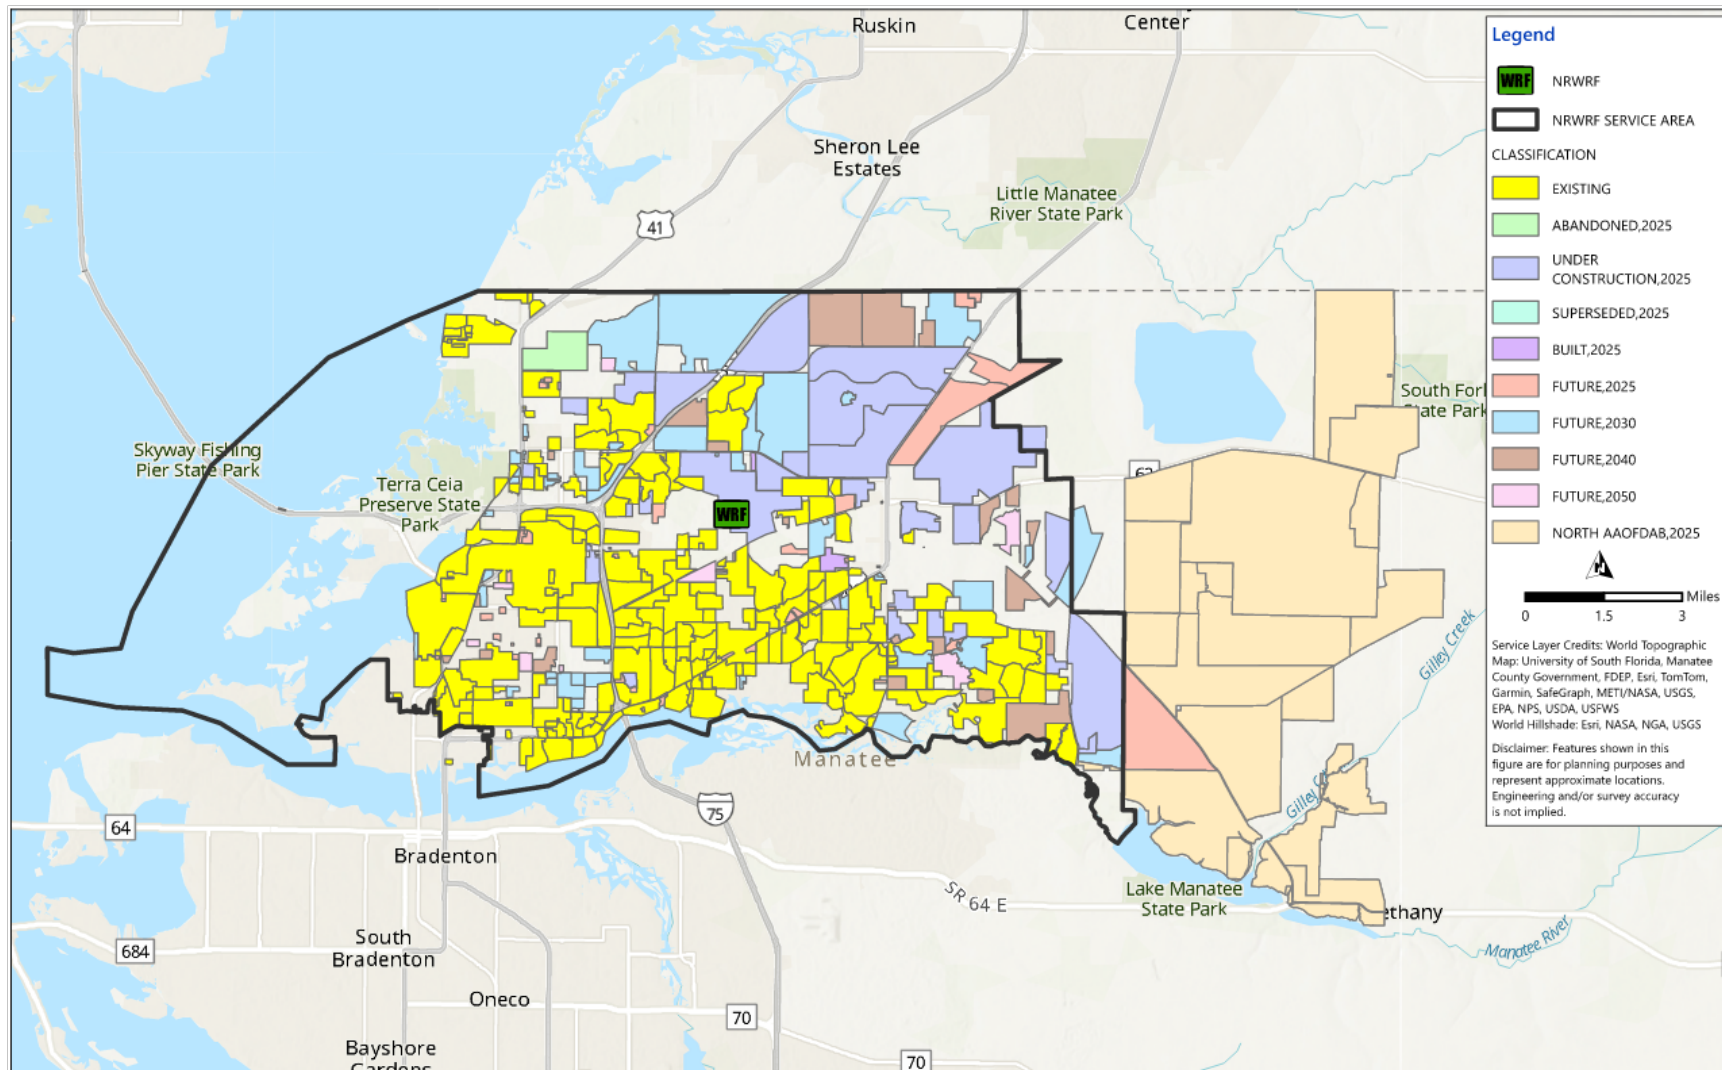 Ruskin
Center
Sheron Lee
Estates
Little Manatee
River State Park
41
Skyway Fishing
Pier State Park
Terra Ceia
Preserve State
Park
South Fork
State Park
62
WRF
Gilley Creek
Gilley Cr
Manatee
75
64
Bradenton
SR 64 E
Lake Manatee
State Park
ethany
Manatee River
684
South
Bradenton
Oneco
70
Bayshore
Gardens
70
Legend
WRF NRWRF
NRWRF SERVICE AREA
CLASSIFICATION
EXISTING
ABANDONED,2025
UNDER
CONSTRUCTION,2025
SUPERSEDED,2025
BUILT,2025
FUTURE,2025
FUTURE,2030
FUTURE,2040
FUTURE,2050
NORTH AAOFDAB,2025
N
Miles
0 1.5 3
Service Layer Credits: World Topographic
Map: University of South Florida, Manatee
County Government, FDEP, Esri, TomTom,
Garmin, SafeGraph, METI/NASA, USGS,
EPA, NPS, USDA, USFWS
World Hillshade: Esri, NASA, NGA, USGS
Disclaimer: Features shown in this
figure are for planning purposes and
represent approximate locations.
Engineering and/or survey accuracy
is not implied.